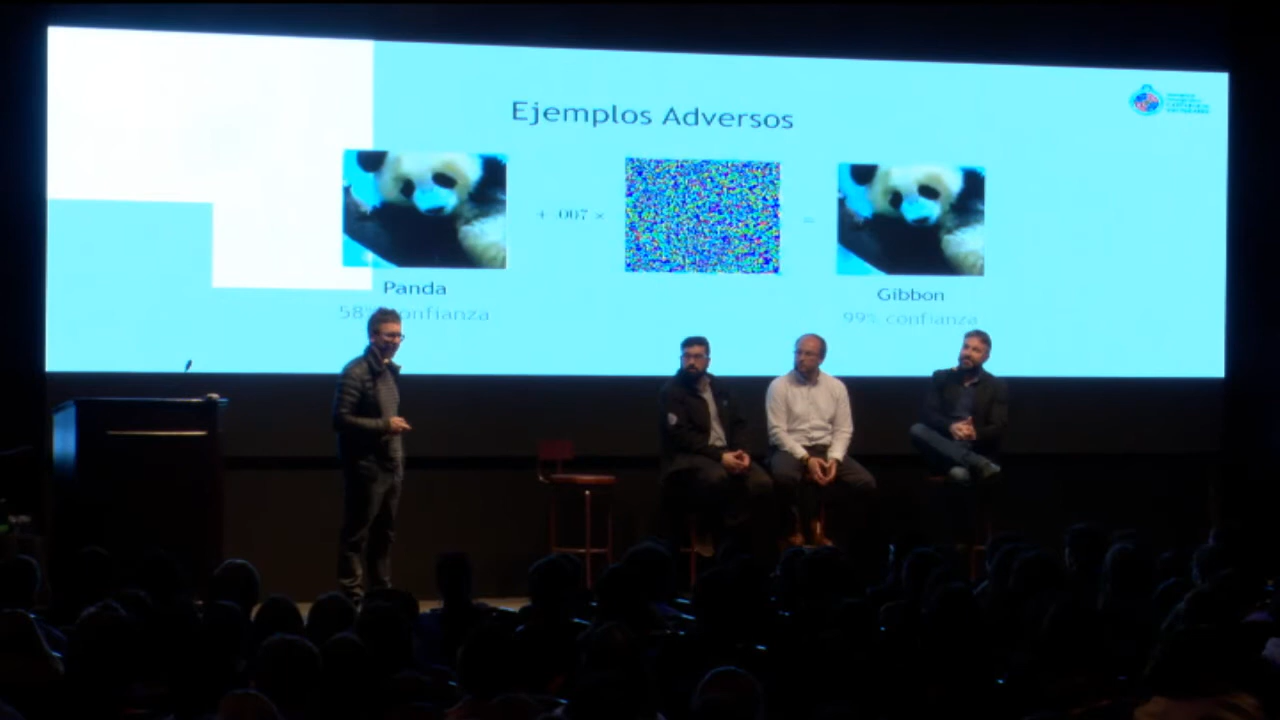 Ejemplos Adversos
+ .007 ×
=
Panda
58% confianza
Gibbon
99% confianza